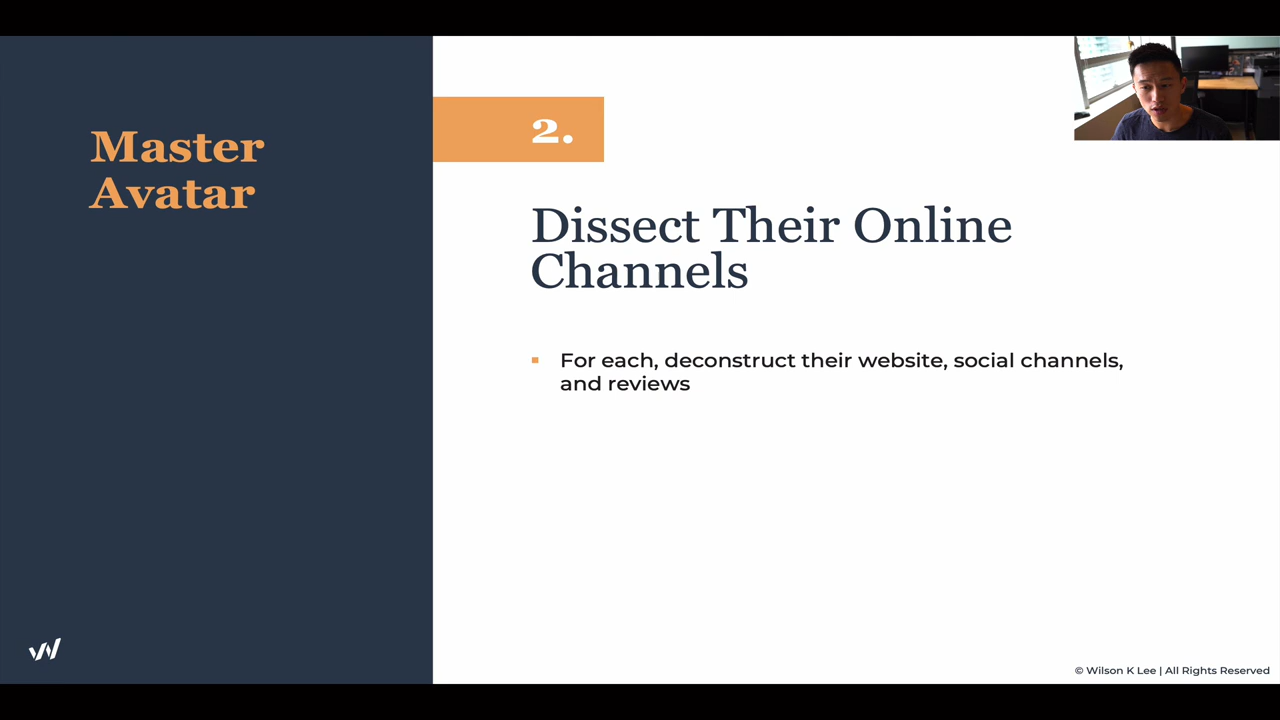 Master
Avatar
2.
Dissect Their Online
Channels
▪ For each, deconstruct their website, social channels,
and reviews
© Wilson K Lee | All Rights Reserved